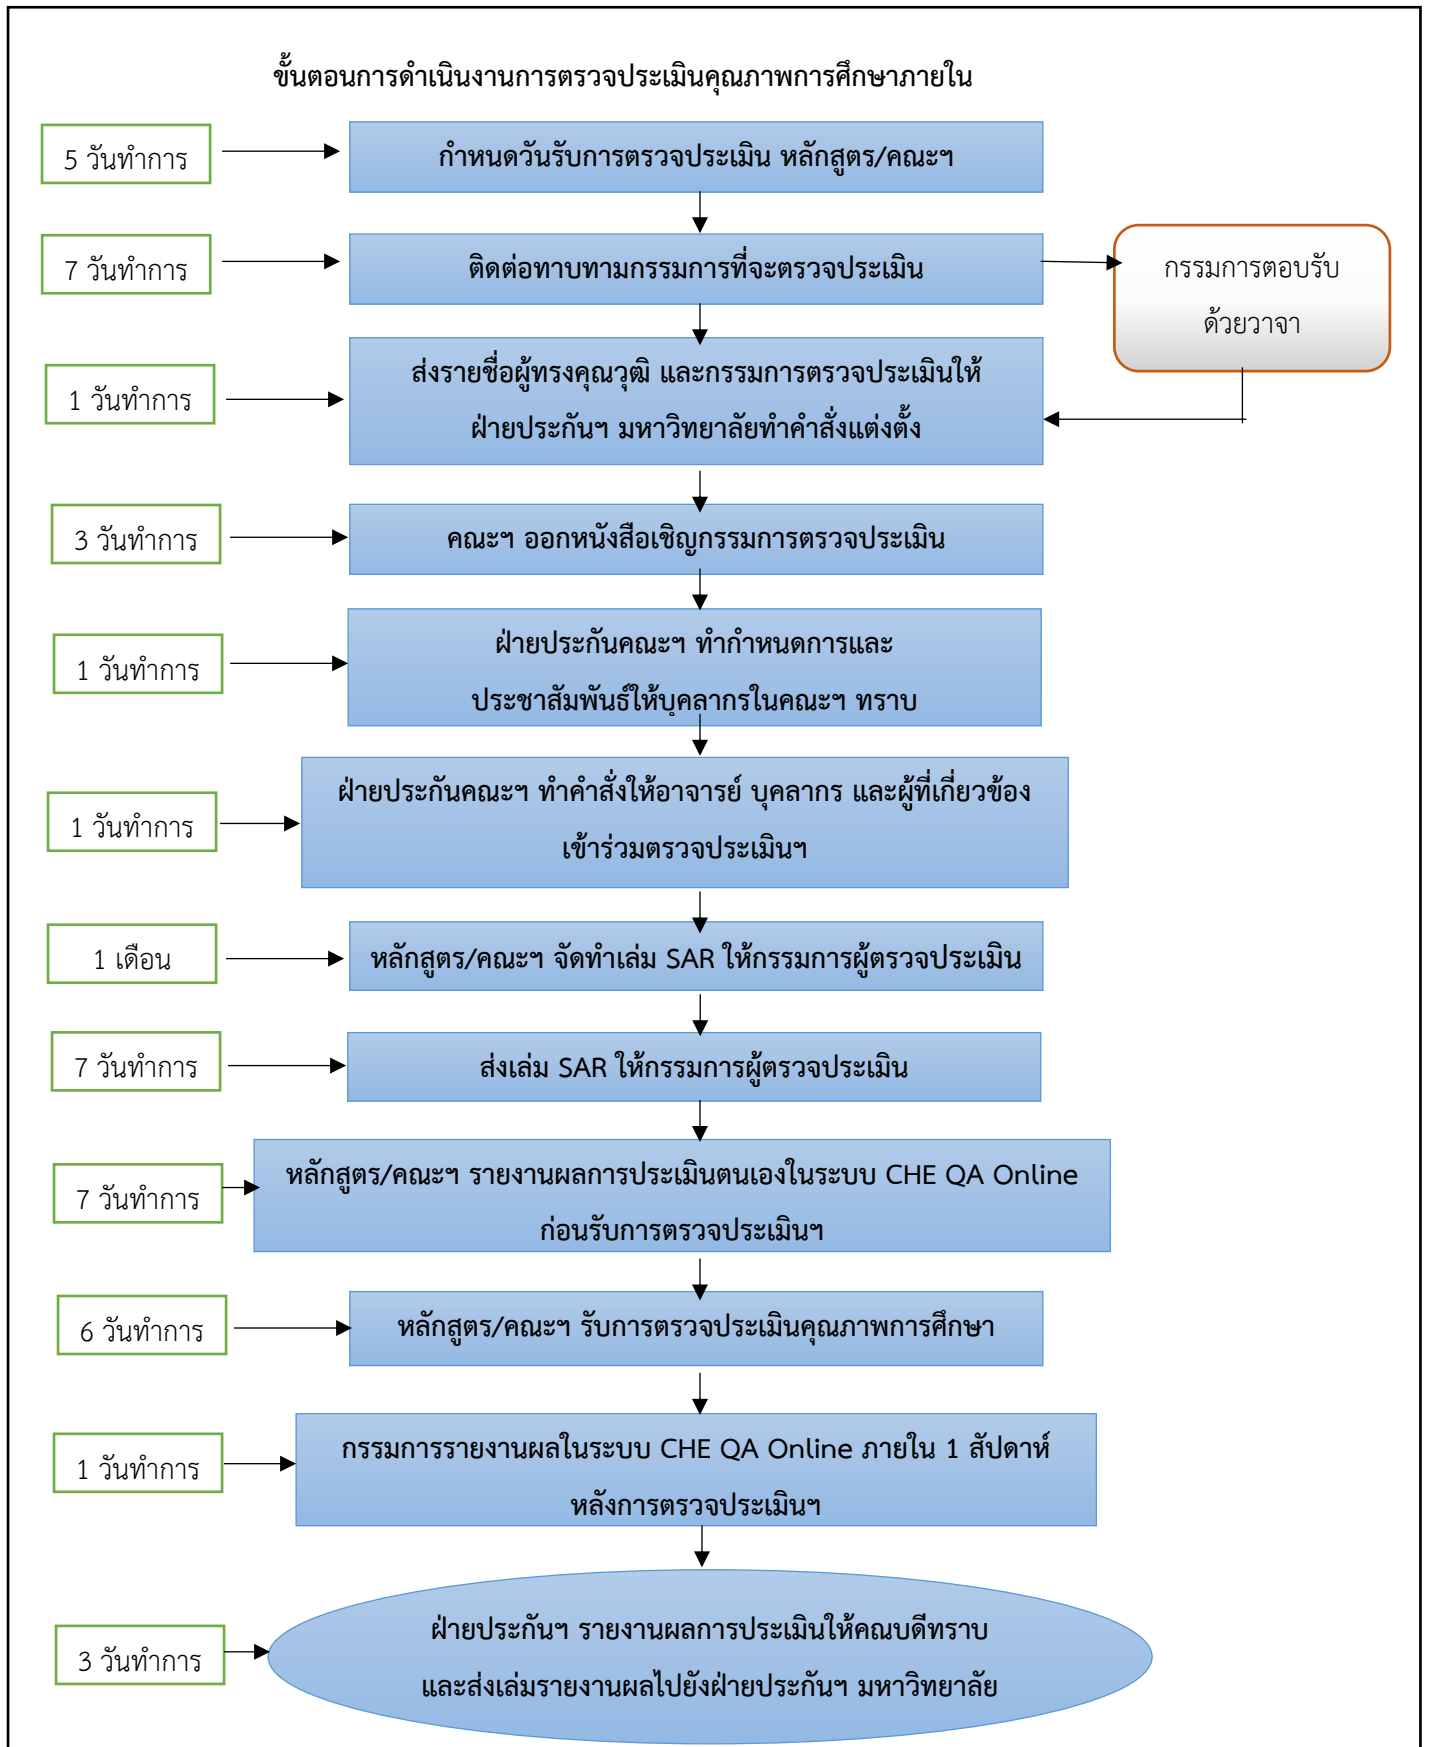 ขั้นตอนการดำเนินงานการตรวจประเมินคุณภาพการศึกษาภายใน
5 วันทำการ
กำหนดวันรับการตรวจประเมิน หลักสูตร/คณะฯ
7 วันทำการ
ติดต่อทาบทามกรรมการที่จะตรวจประเมิน
กรรมการตอบรับ
ด้วยวาจา
1 วันทำการ
ส่งรายชื่อผู้ทรงคุณวุฒิ และกรรมการตรวจประเมินให้
ฝ่ายประกันฯ มหาวิทยาลัยทำคำสั่งแต่งตั้ง
3 วันทำการ
คณะฯ ออกหนังสือเชิญกรรมการตรวจประเมิน
1 วันทำการ
ฝ่ายประกันคณะฯ ทำกำหนดการและ
ประชาสัมพันธ์ให้บุคลากรในคณะฯ ทราบ
1 วันทำการ
ฝ่ายประกันคณะฯ ทำคำสั่งให้อาจารย์ บุคลากร และผู้ที่เกี่ยวข้อง
เข้าร่วมตรวจประเมินฯ
1 เดือน
หลักสูตร/คณะฯ จัดทำเล่ม SAR ให้กรรมการผู้ตรวจประเมิน
7 วันทำการ
ส่งเล่ม SAR ให้กรรมการผู้ตรวจประเมิน
7 วันทำการ
หลักสูตร/คณะฯ รายงานผลการประเมินตนเองในระบบ CHE QA Online
ก่อนรับการตรวจประเมินฯ
6 วันทำการ
หลักสูตร/คณะฯ รับการตรวจประเมินคุณภาพการศึกษา
1 วันทำการ
กรรมการรายงานผลในระบบ CHE QA Online ภายใน 1 สัปดาห์
หลังการตรวจประเมินฯ
3 วันทำการ
ฝ่ายประกันฯ รายงานผลการประเมินให้คณบดีทราบ
และส่งเล่มรายงานผลไปยังฝ่ายประกันฯ มหาวิทยาลัย